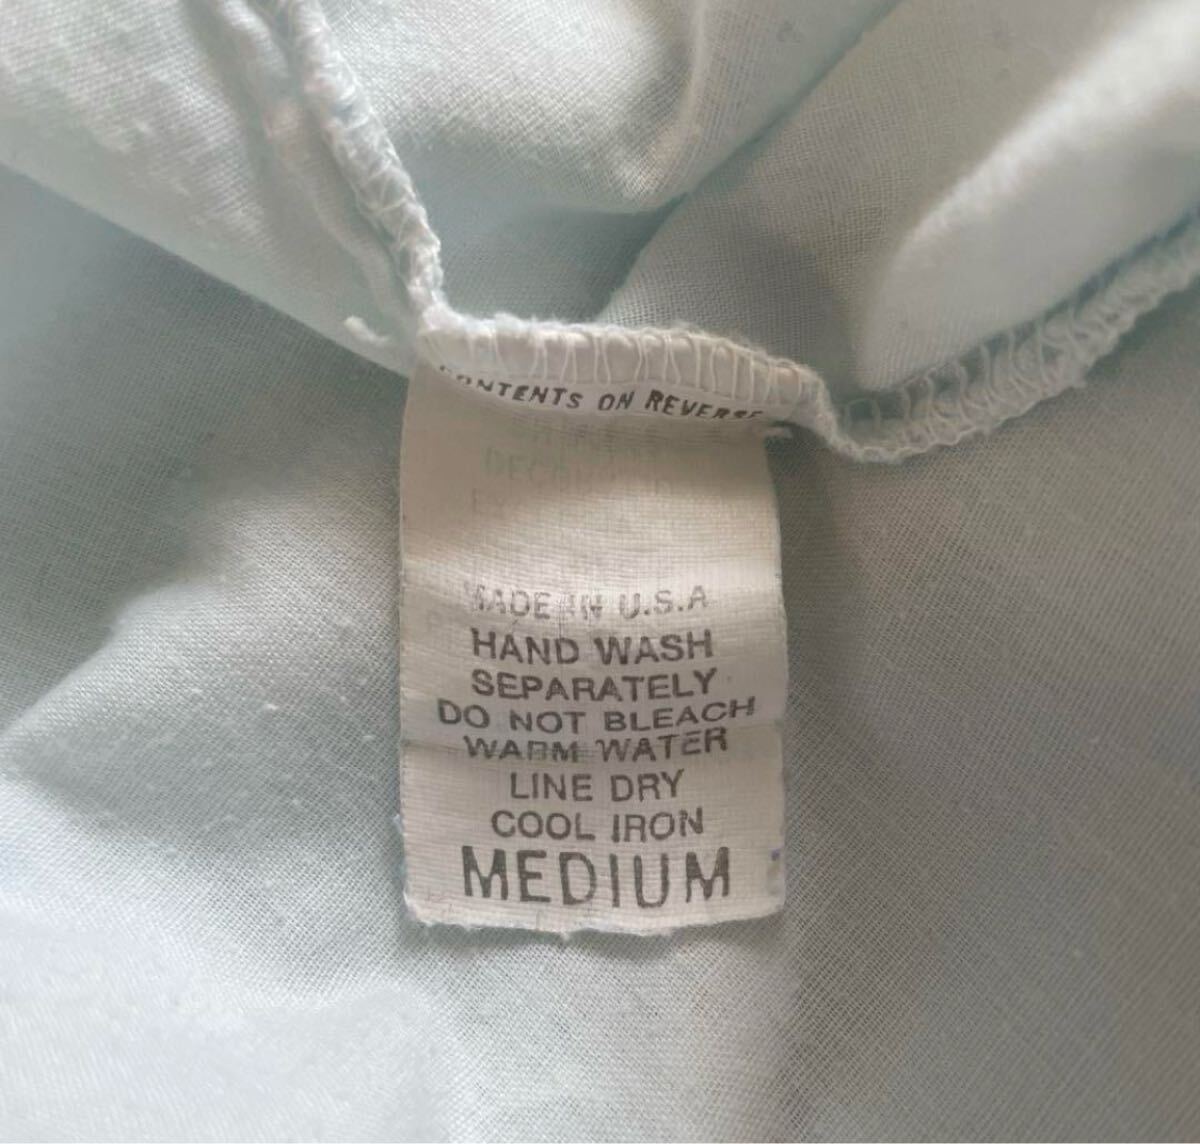 CONTENTS ON REVERSE
MADE IN U.S.A
HAND WASH
SEPARATELY
DO NOT BLEACH
WARM WATER
LINE DRY
COOL IRON
MEDIUM